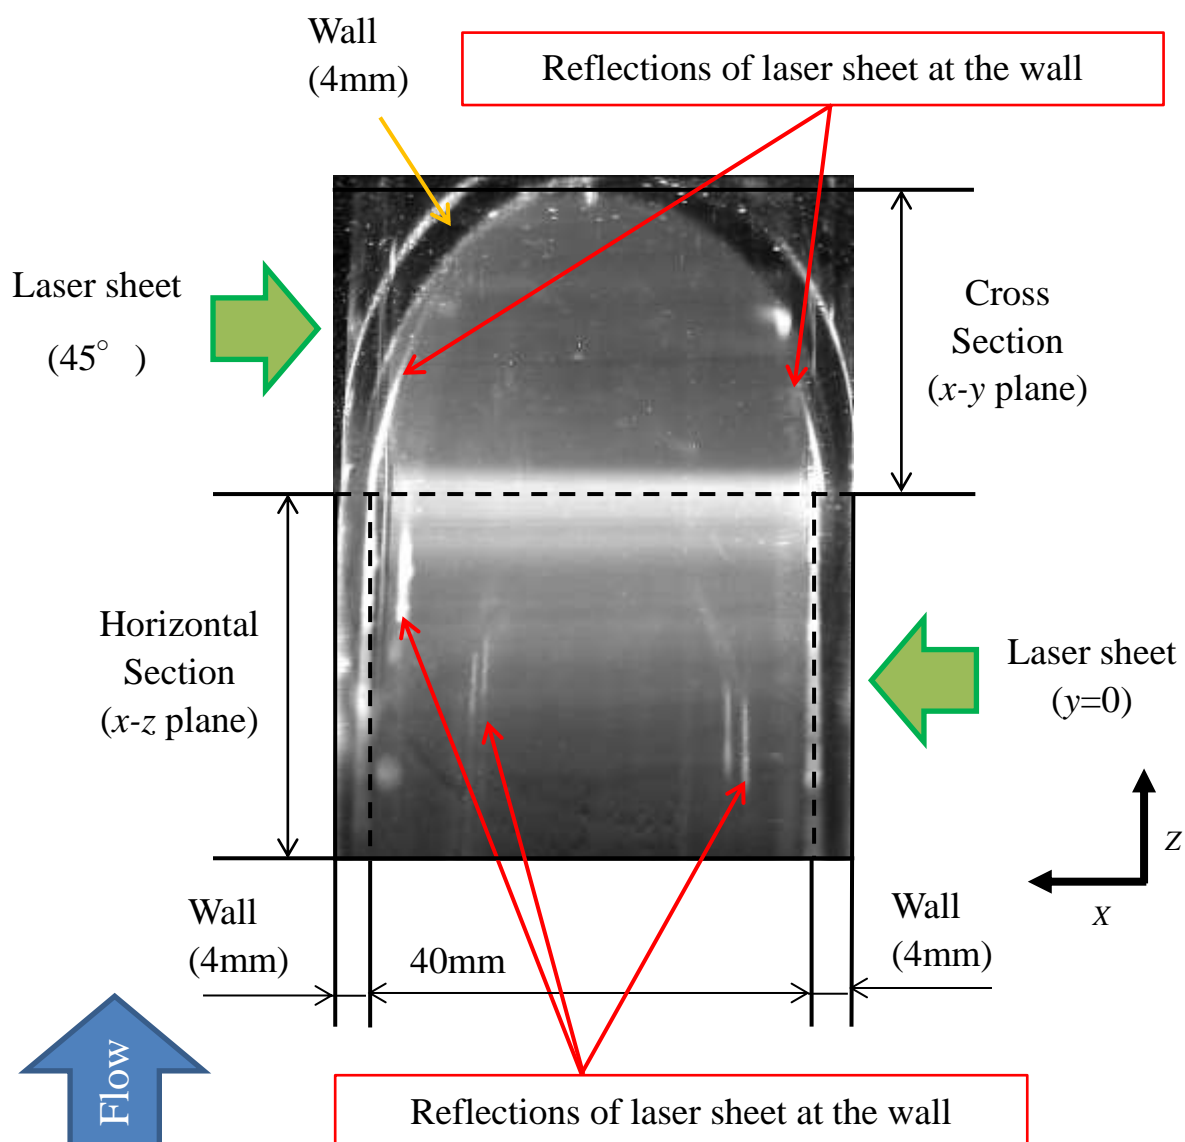 Wall
(4mm)
Reflections of laser sheet at the wall
Laser sheet
(45° )
Cross
Section
(x-y plane)
Horizontal
Section
(x-z plane)
Laser sheet
(y=0)
Z
X
Wall
(4mm)
40mm
Wall
(4mm)
Flow
Reflections of laser sheet at the wall